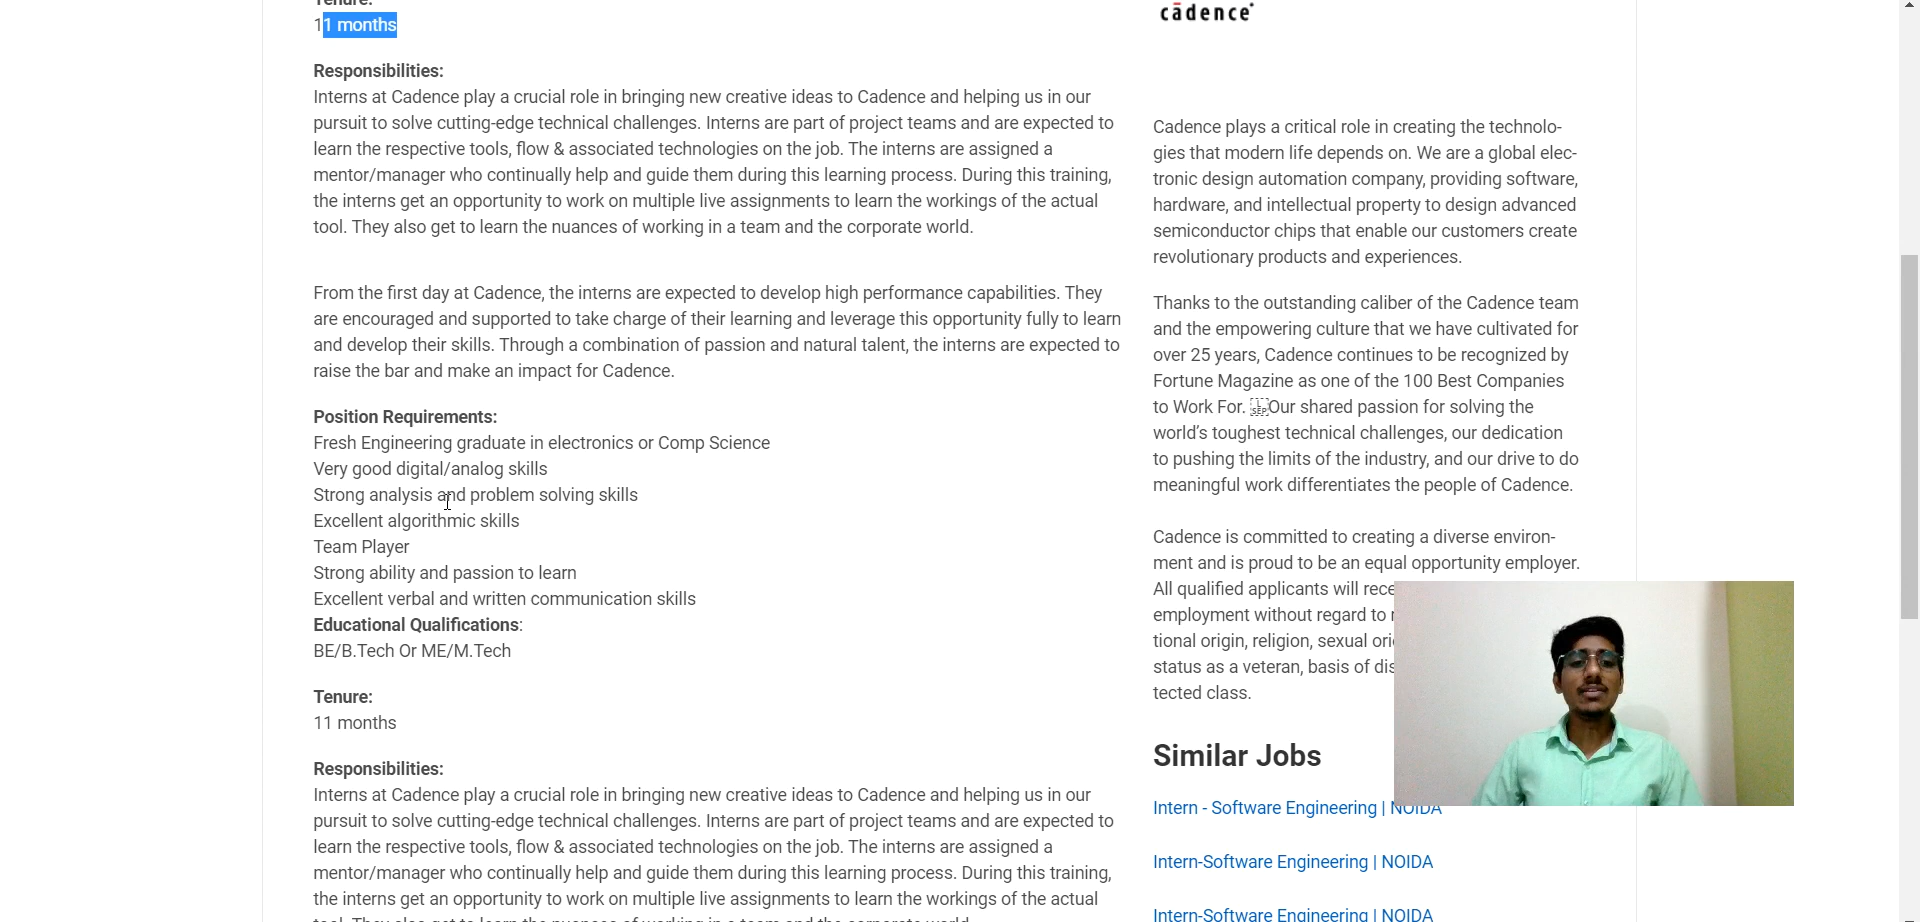 Tenure:
11 months
Responsibilities:
Interns at Cadence play a crucial role in bringing new creative ideas to Cadence and helping us in our
pursuit to solve cutting-edge technical challenges. Interns are part of project teams and are expected to
learn the respective tools, flow & associated technologies on the job. The interns are assigned a
mentor/manager who continually help and guide them during this learning process. During this training,
the interns get an opportunity to work on multiple live assignments to learn the workings of the actual
tool. They also get to learn the nuances of working in a team and the corporate world.
From the first day at Cadence, the interns are expected to develop high performance capabilities. They
are encouraged and supported to take charge of their learning and leverage this opportunity fully to learn
and develop their skills. Through a combination of passion and natural talent, the interns are expected to
raise the bar and make an impact for Cadence.
Position Requirements:
Fresh Engineering graduate in electronics or Comp Science
Very good digital/analog skills
Strong analysis and problem solving skills
Excellent algorithmic skills
Team Player
Strong ability and passion to learn
Excellent verbal and written communication skills
Educational Qualifications:
BE/B.Tech Or ME/M.Tech
Tenure:
11 months
Responsibilities:
Interns at Cadence play a crucial role in bringing new creative ideas to Cadence and helping us in our
pursuit to solve cutting-edge technical challenges. Interns are part of project teams and are expected to
learn the respective tools, flow & associated technologies on the job. The interns are assigned a
mentor/manager who continually help and guide them during this learning process. During this training,
the interns get an opportunity to work on multiple live assignments to learn the workings of the actual
tool. They also get to learn the nuances of working in a team and the corporate world.
cādence
Cadence plays a critical role in creating the technolo-
gies that modern life depends on. We are a global elec-
tronic design automation company, providing software,
hardware, and intellectual property to design advanced
semiconductor chips that enable our customers create
revolutionary products and experiences.
Thanks to the outstanding caliber of the Cadence team
and the empowering culture that we have cultivated for
over 25 years, Cadence continues to be recognized by
Fortune Magazine as one of the 100 Best Companies
to Work For. Our shared passion for solving the
world’s toughest technical challenges, our dedication
to pushing the limits of the industry, and our drive to do
meaningful work differentiates the people of Cadence.
Cadence is committed to creating a diverse environ-
ment and is proud to be an equal opportunity employer.
All qualified applicants will rece
employment without regard to r
tional origin, religion, sexual ori
status as a veteran, basis of dis
tected class.
Similar Jobs
Intern - Software Engineering | NOIDA
Intern-Software Engineering | NOIDA
Intern-Software Engineering | NOIDA